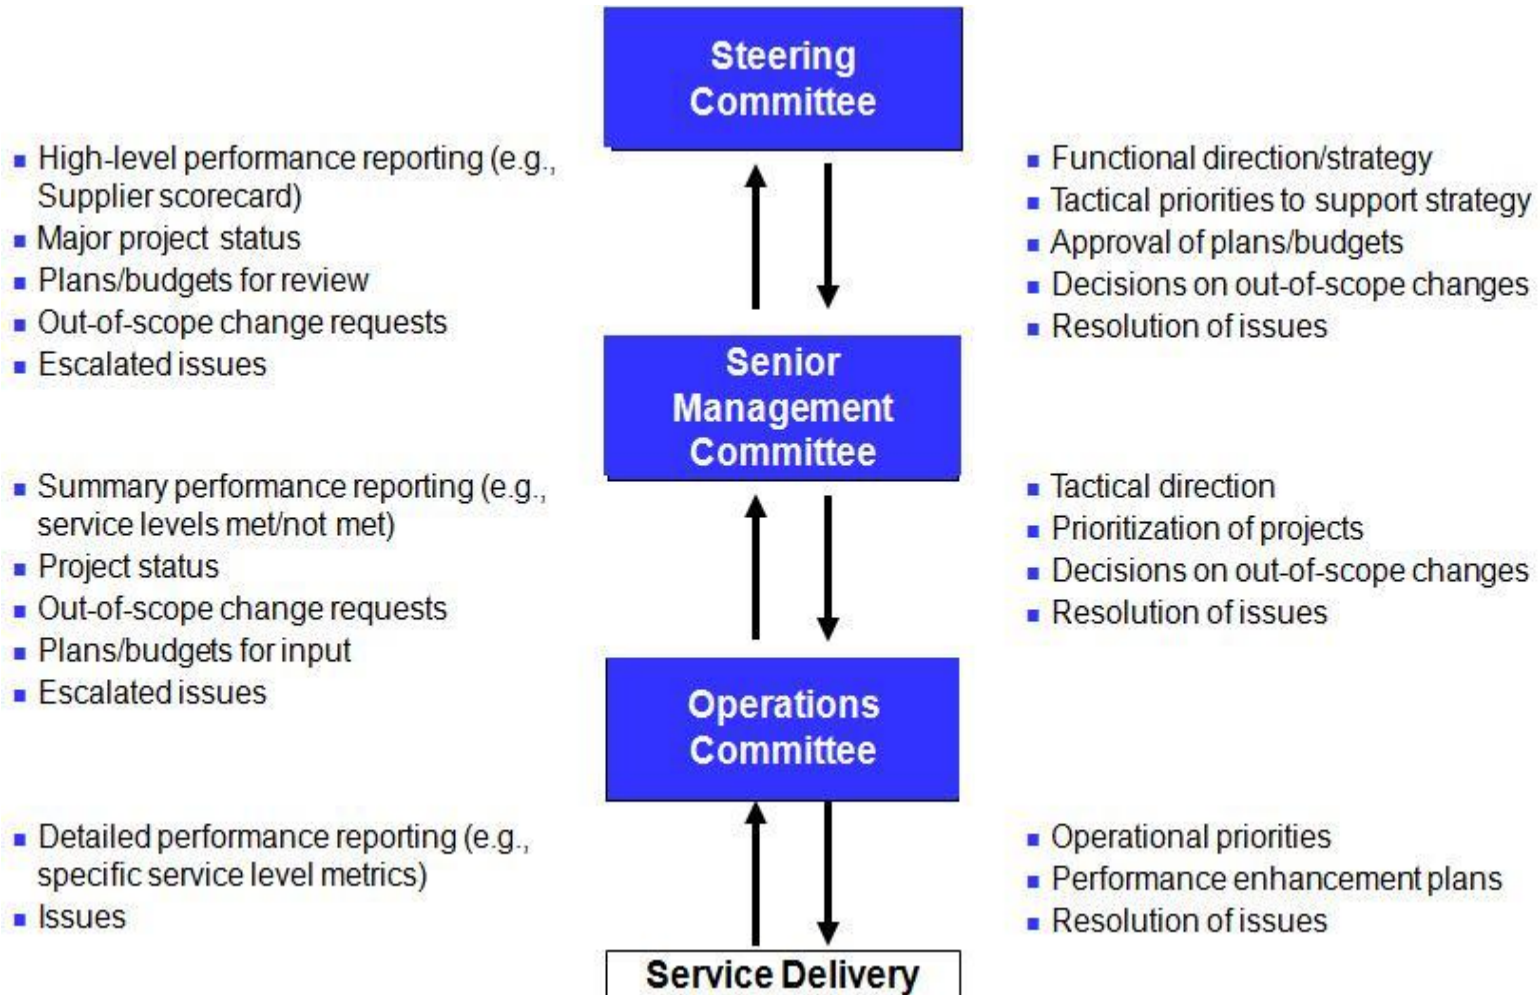 Steering
Committee
■ High-level performance reporting (e.g.,
Supplier scorecard)
■ Major project status
■ Plans/budgets for review
■ Out-of-scope change requests
■ Escalated issues
■ Functional direction/strategy
■ Tactical priorities to support strategy
■ Approval of plans/budgets
■ Decisions on out-of-scope changes
■ Resolution of issues
Senior
Management
Committee
■ Summary performance reporting (e.g.,
service levels met/not met)
■ Project status
■ Out-of-scope change requests
■ Plans/budgets for input
■ Escalated issues
■ Tactical direction
■ Prioritization of projects
■ Decisions on out-of-scope changes
■ Resolution of issues
Operations
Committee
■ Detailed performance reporting (e.g.,
specific service level metrics)
■ Issues
■ Operational priorities
■ Performance enhancement plans
■ Resolution of issues
Service Delivery